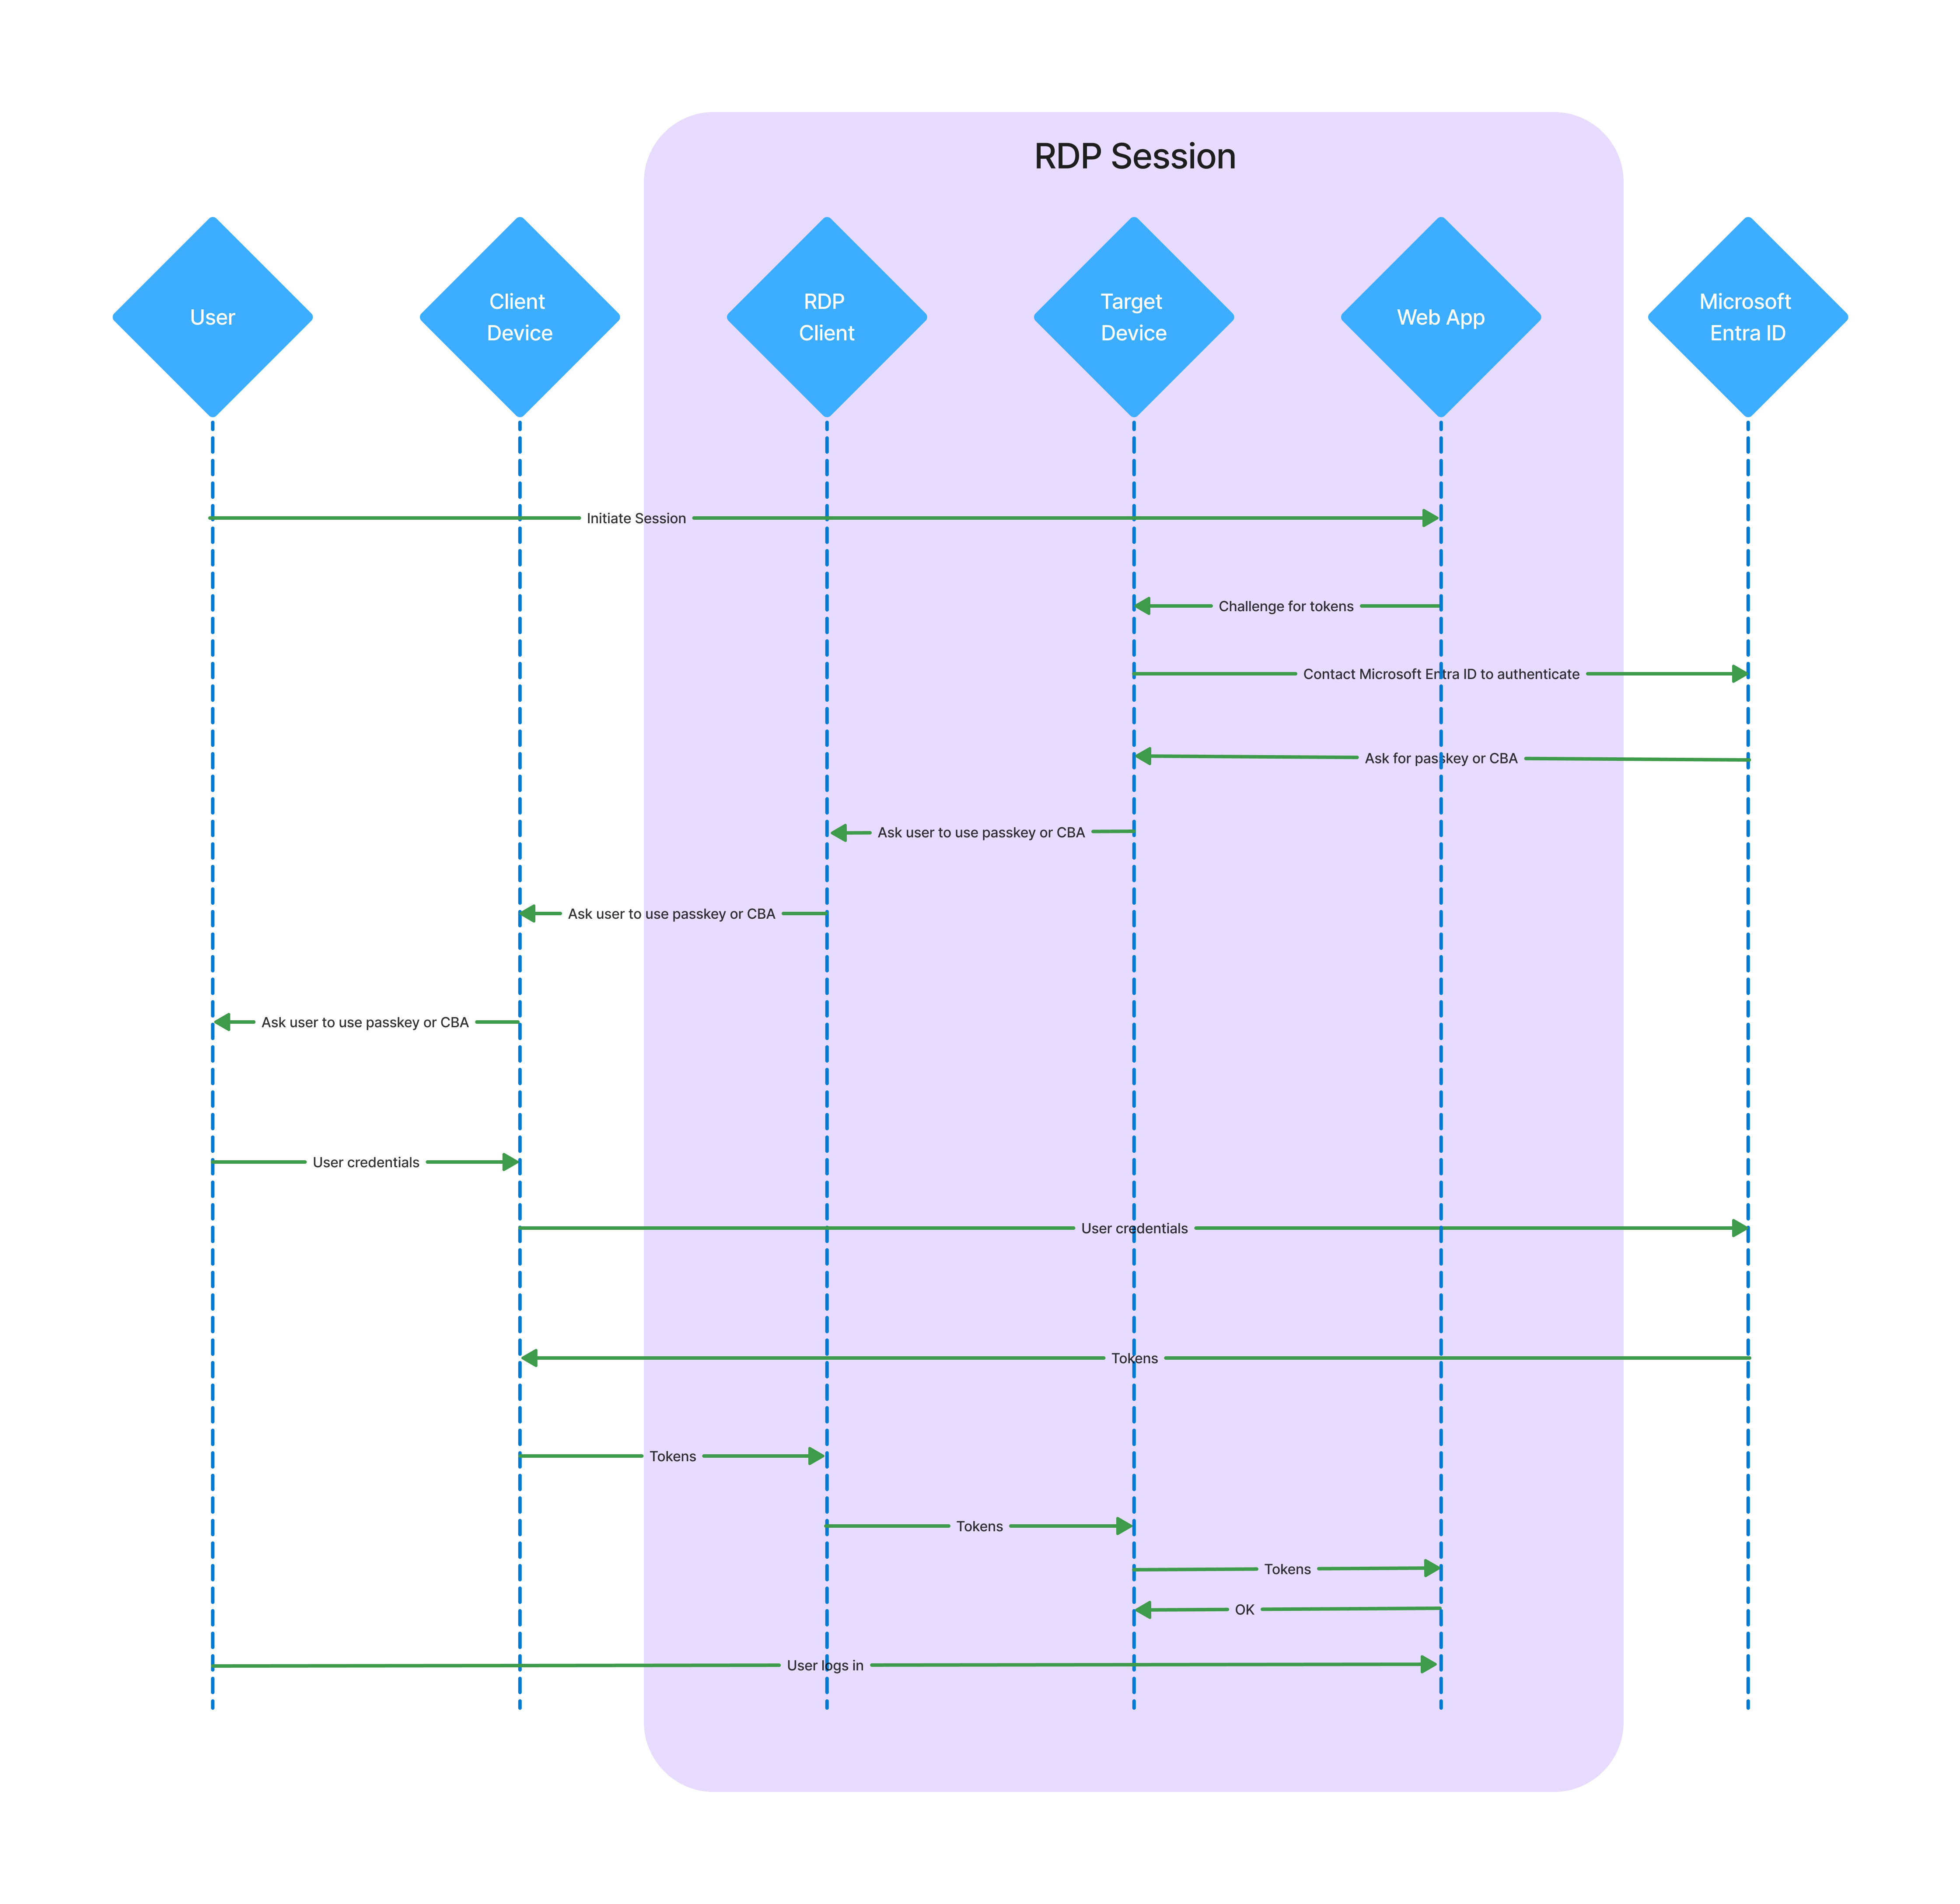 RDP Session
User
Client
Device
RDP
Client
Target
Device
Web App
Microsoft
Entra ID
Initiate Session
Challenge for tokens
Contact Microsoft Entra ID to authenticate
Ask for passkey or CBA
Ask user to use passkey or CBA
Ask user to use passkey or CBA
Ask user to use passkey or CBA
User credentials
User credentials
Tokens
Tokens
Tokens
Tokens
OK
User logs in